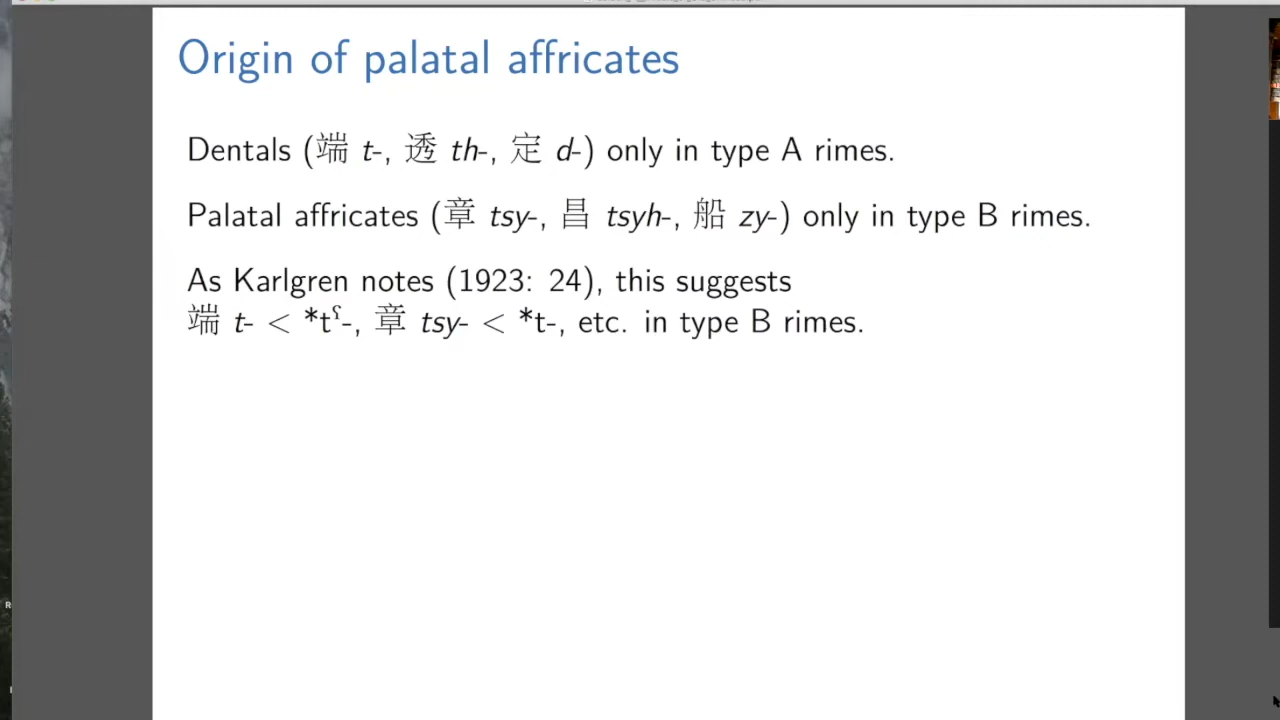 Origin of palatal affricates
Dentals (端 t-, 透 th-, 定 d-) only in type A rimes.
Palatal affricates (章 tsy-, 昌 tsyh-, 船 zy-) only in type B rimes.
As Karlgren notes (1923: 24), this suggests
端 t- < *tˤ-, 章 tsy- < *t-, etc. in type B rimes.